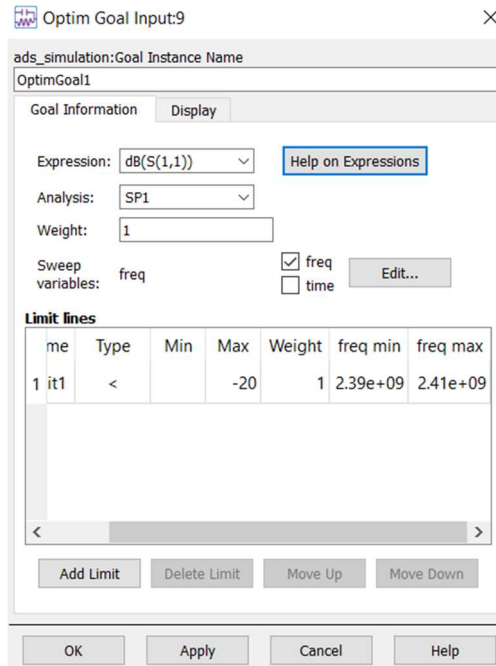 Optim Goal Input:9
ads_simulation:Goal Instance Name
OptimGoal1
Goal Information Display
Expression: dB(S(1,1)) Help on Expressions
Analysis: SP1
Weight: 1
Sweep variables: freq freq time Edit...
Limit lines
me Type Min Max Weight freq min freq max
1 it1 < -20 1 2.39e+09 2.41e+09
Add Limit Delete Limit Move Up Move Down
OK Apply Cancel Help